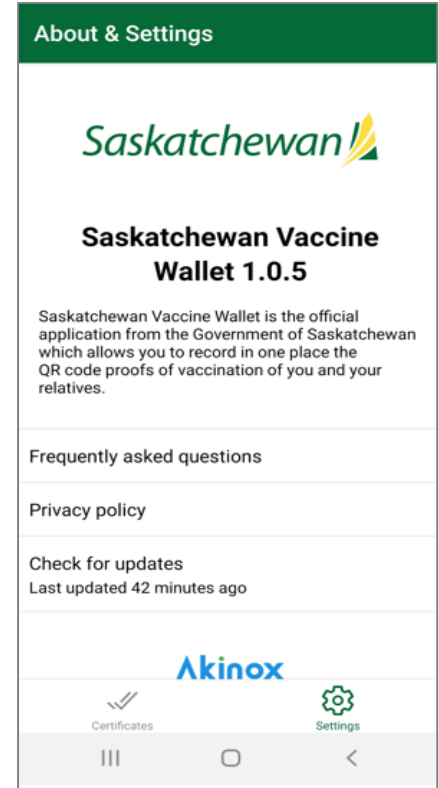 About & Settings
Saskatchewan
Saskatchewan Vaccine
Wallet 1.0.5
Saskatchewan Vaccine Wallet is the official
application from the Government of Saskatchewan
which allows you to record in one place the
QR code proofs of vaccination of you and your
relatives.
Frequently asked questions
Privacy policy
Check for updates
Last updated 42 minutes ago
Akinox
Certificates
Settings